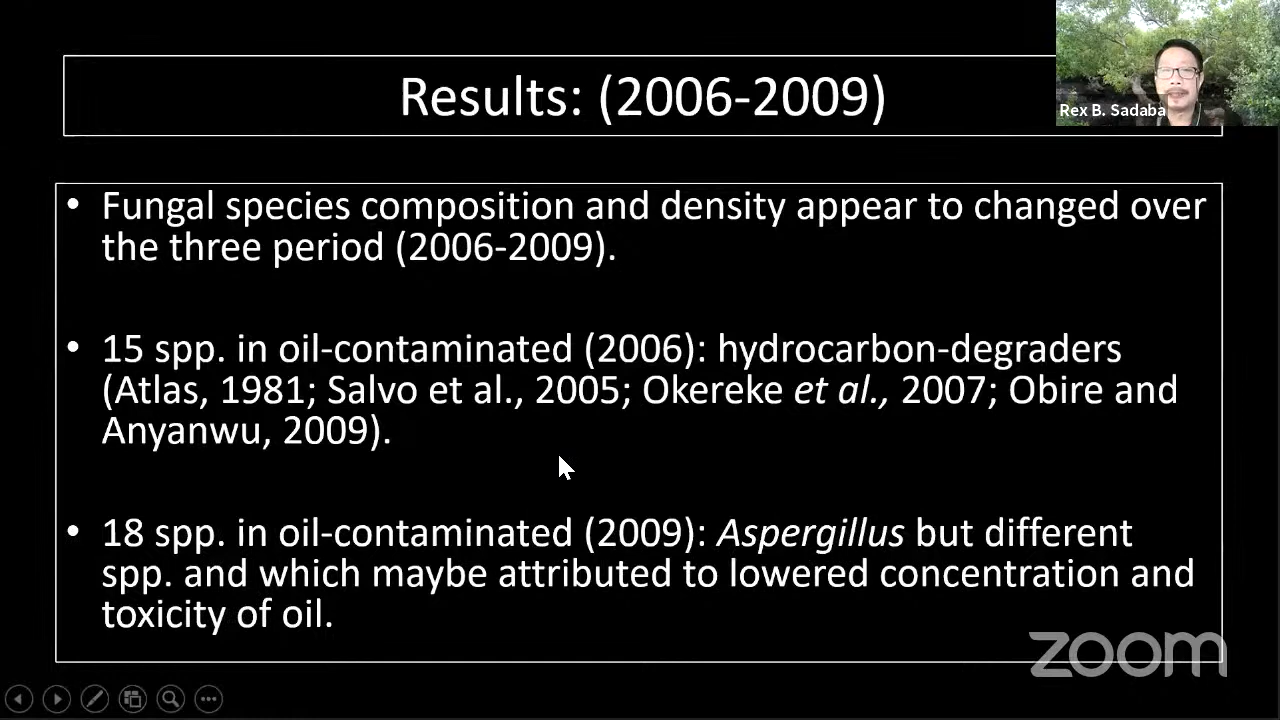 Results: (2006-2009)
Rex B. Sadaba
• Fungal species composition and density appear to changed over
the three period (2006-2009).
• 15 spp. in oil-contaminated (2006): hydrocarbon-degraders
(Atlas, 1981; Salvo et al., 2005; Okereke et al., 2007; Obire and
Anyanwu, 2009).
• 18 spp. in oil-contaminated (2009): Aspergillus but different
spp. and which maybe attributed to lowered concentration and
toxicity of oil.
zoom